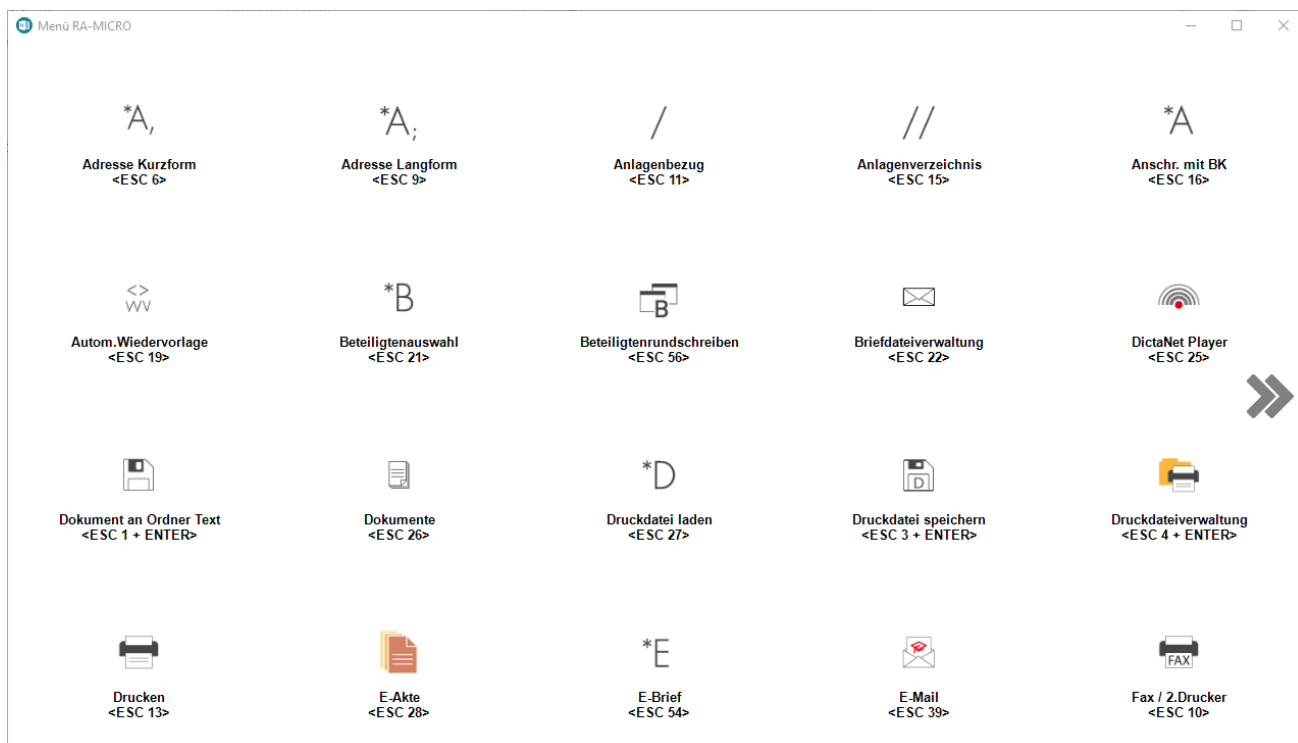 Menü RA-MICRO
*A, *A; / // *A
Adresse Kurzform Adresse Langform Anlagenbezug Anlagenverzeichnis Anschr. mit BK
<ESC 6> <ESC 9> <ESC 11> <ESC 15> <ESC 16>
<> WV *B B
Autom.Wiedervorlage Beteiligtenauswahl Beteiligtenrundschreiben Briefdateiverwaltung DictaNet Player
<ESC 19> <ESC 21> <ESC 56> <ESC 22> <ESC 25>
*D D
Dokument an Ordner Text Dokumente Druckdatei laden Druckdatei speichern Druckdateiverwaltung
<ESC 1 + ENTER> <ESC 26> <ESC 27> <ESC 3 + ENTER> <ESC 4 + ENTER>
*E FAX
Drucken E-Akte E-Brief E-Mail Fax / 2.Drucker
<ESC 13> <ESC 28> <ESC 54> <ESC 39> <ESC 10>